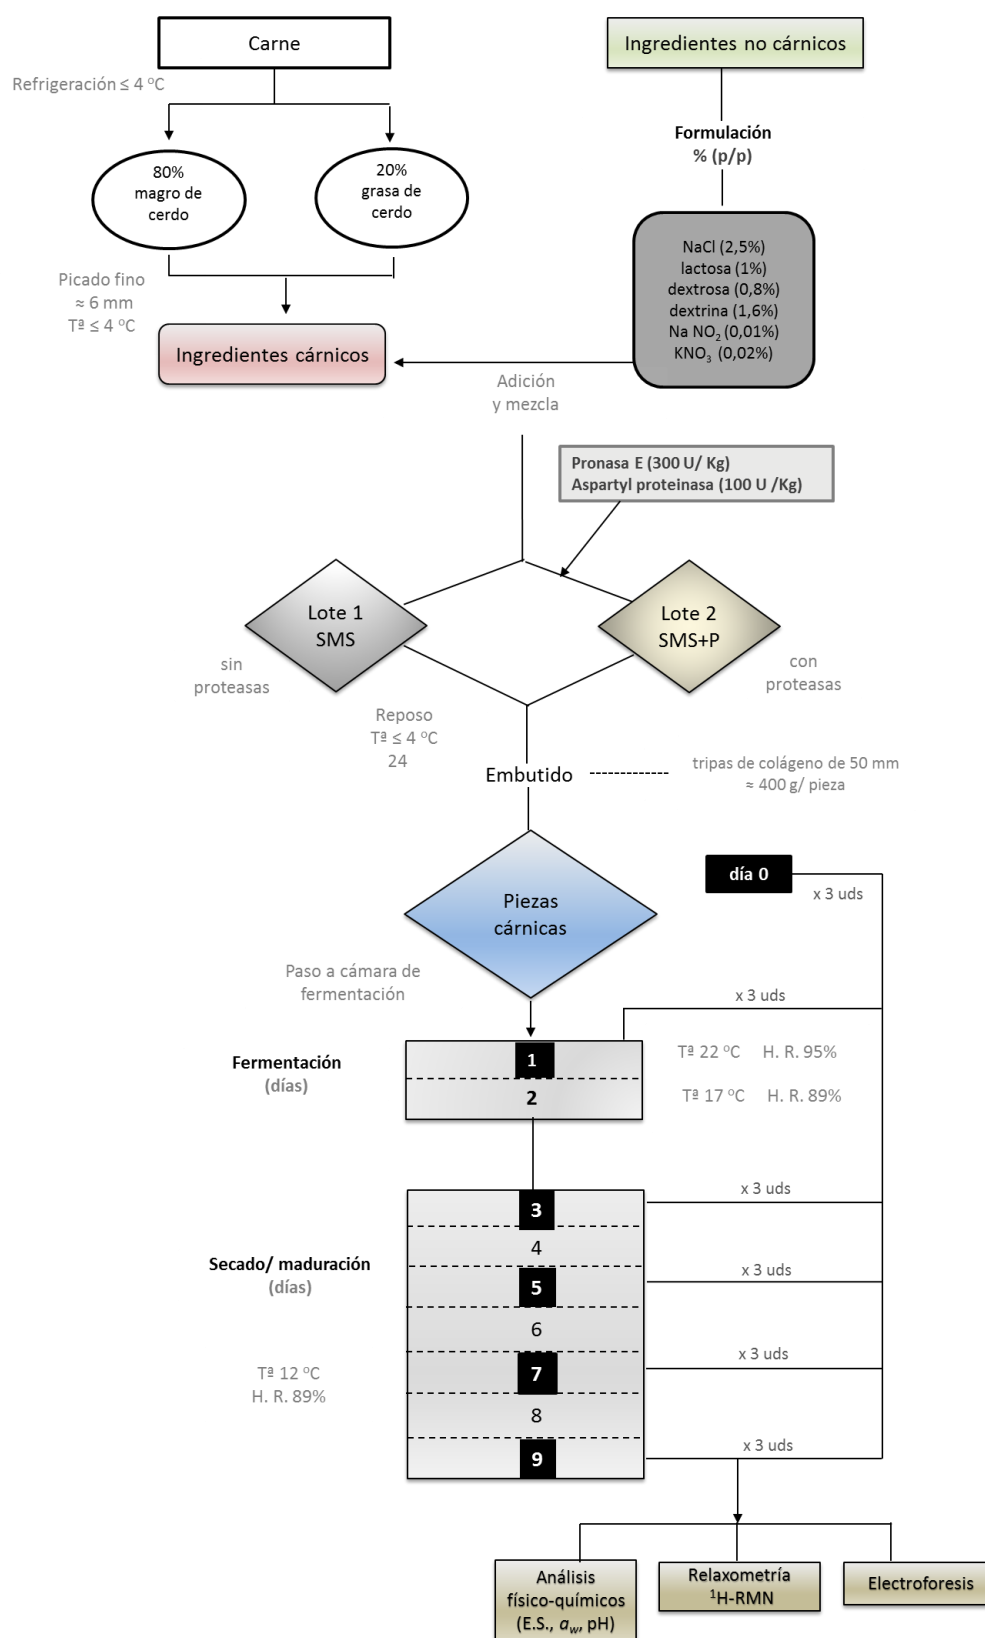 Carne
Ingredientes no cárnicos
Refrigeración ≤ 4 ºC
Formulación
% (p/p)
80%
magro de
cerdo
20%
grasa de
cerdo
NaCl (2,5%)
lactosa (1%)
dextrosa (0,8%)
dextrina (1,6%)
Na NO₂ (0,01%)
KNO₃ (0,02%)
Picado fino
≈ 6 mm
Tª ≤ 4 ºC
Ingredientes cárnicos
Adición
y mezcla
Pronasa E (300 U/ Kg)
Aspartyl proteinasa (100 U /Kg)
Lote 1
SMS
Lote 2
SMS+P
sin
proteasas
con
proteasas
Reposo
Tª ≤ 4 ºC
24
Embutido
tripas de colágeno de 50 mm
≈ 400 g/ pieza
Piezas
cárnicas
día 0
x 3 uds
Paso a cámara de
fermentación
x 3 uds
Fermentación
(días)
1
2
Tª 22 ºC H. R. 95%
Tª 17 ºC H. R. 89%
x 3 uds
3
4
Secado/ maduración
(días)
x 3 uds
5
6
x 3 uds
7
Tª 12 ºC
H. R. 89%
8
x 3 uds
9
Análisis
físico-químicos
(E.S., a_w, pH)
Relaxometría
¹H-RMN
Electroforesis